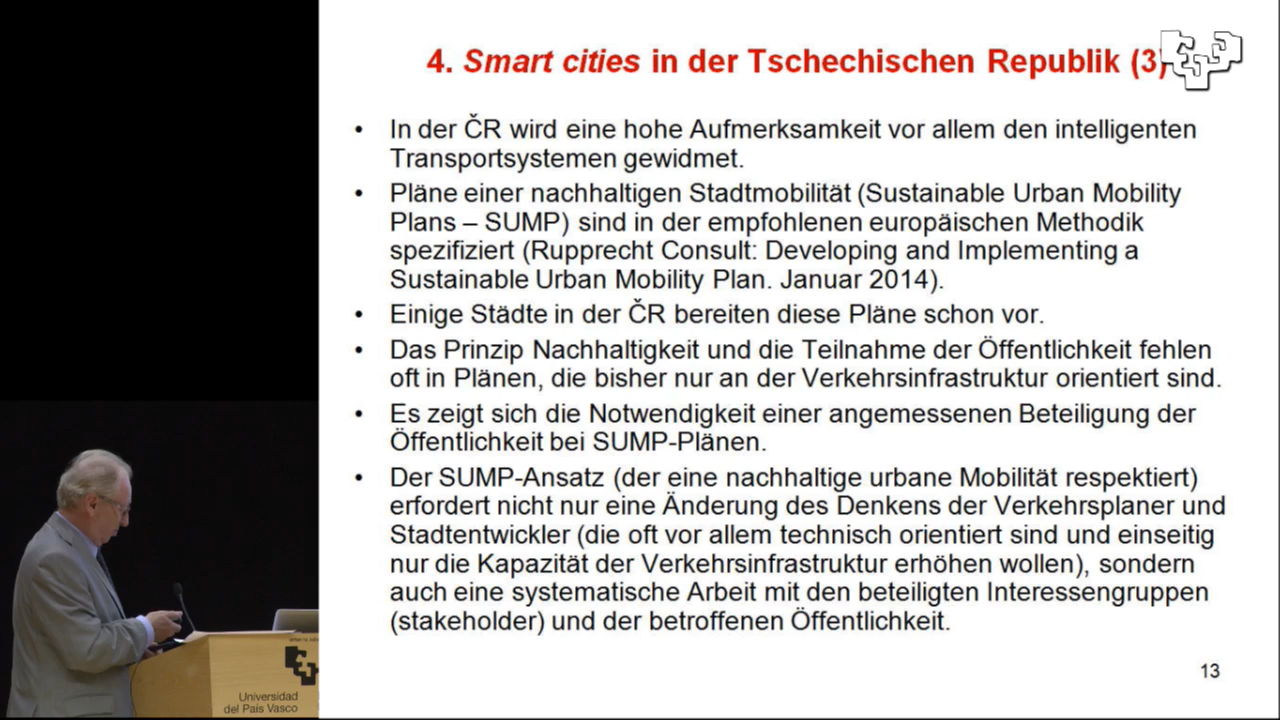 4. Smart cities in der Tschechischen Republik (3)
• In der ČR wird eine hohe Aufmerksamkeit vor allem den intelligenten
Transportsystemen gewidmet.
• Pläne einer nachhaltigen Stadtmobilität (Sustainable Urban Mobility
Plans – SUMP) sind in der empfohlenen europäischen Methodik
spezifiziert (Rupprecht Consult: Developing and Implementing a
Sustainable Urban Mobility Plan. Januar 2014).
• Einige Städte in der ČR bereiten diese Pläne schon vor.
• Das Prinzip Nachhaltigkeit und die Teilnahme der Öffentlichkeit fehlen
oft in Plänen, die bisher nur an der Verkehrsinfrastruktur orientiert sind.
• Es zeigt sich die Notwendigkeit einer angemessenen Beteiligung der
Öffentlichkeit bei SUMP-Plänen.
• Der SUMP-Ansatz (der eine nachhaltige urbane Mobilität respektiert)
erfordert nicht nur eine Änderung des Denkens der Verkehrsplaner und
Stadtentwickler (die oft vor allem technisch orientiert sind und einseitig
nur die Kapazität der Verkehrsinfrastruktur erhöhen wollen), sondern
auch eine systematische Arbeit mit den beteiligten Interessengruppen
(stakeholder) und der betroffenen Öffentlichkeit.
13
Universidad
del País Vasco